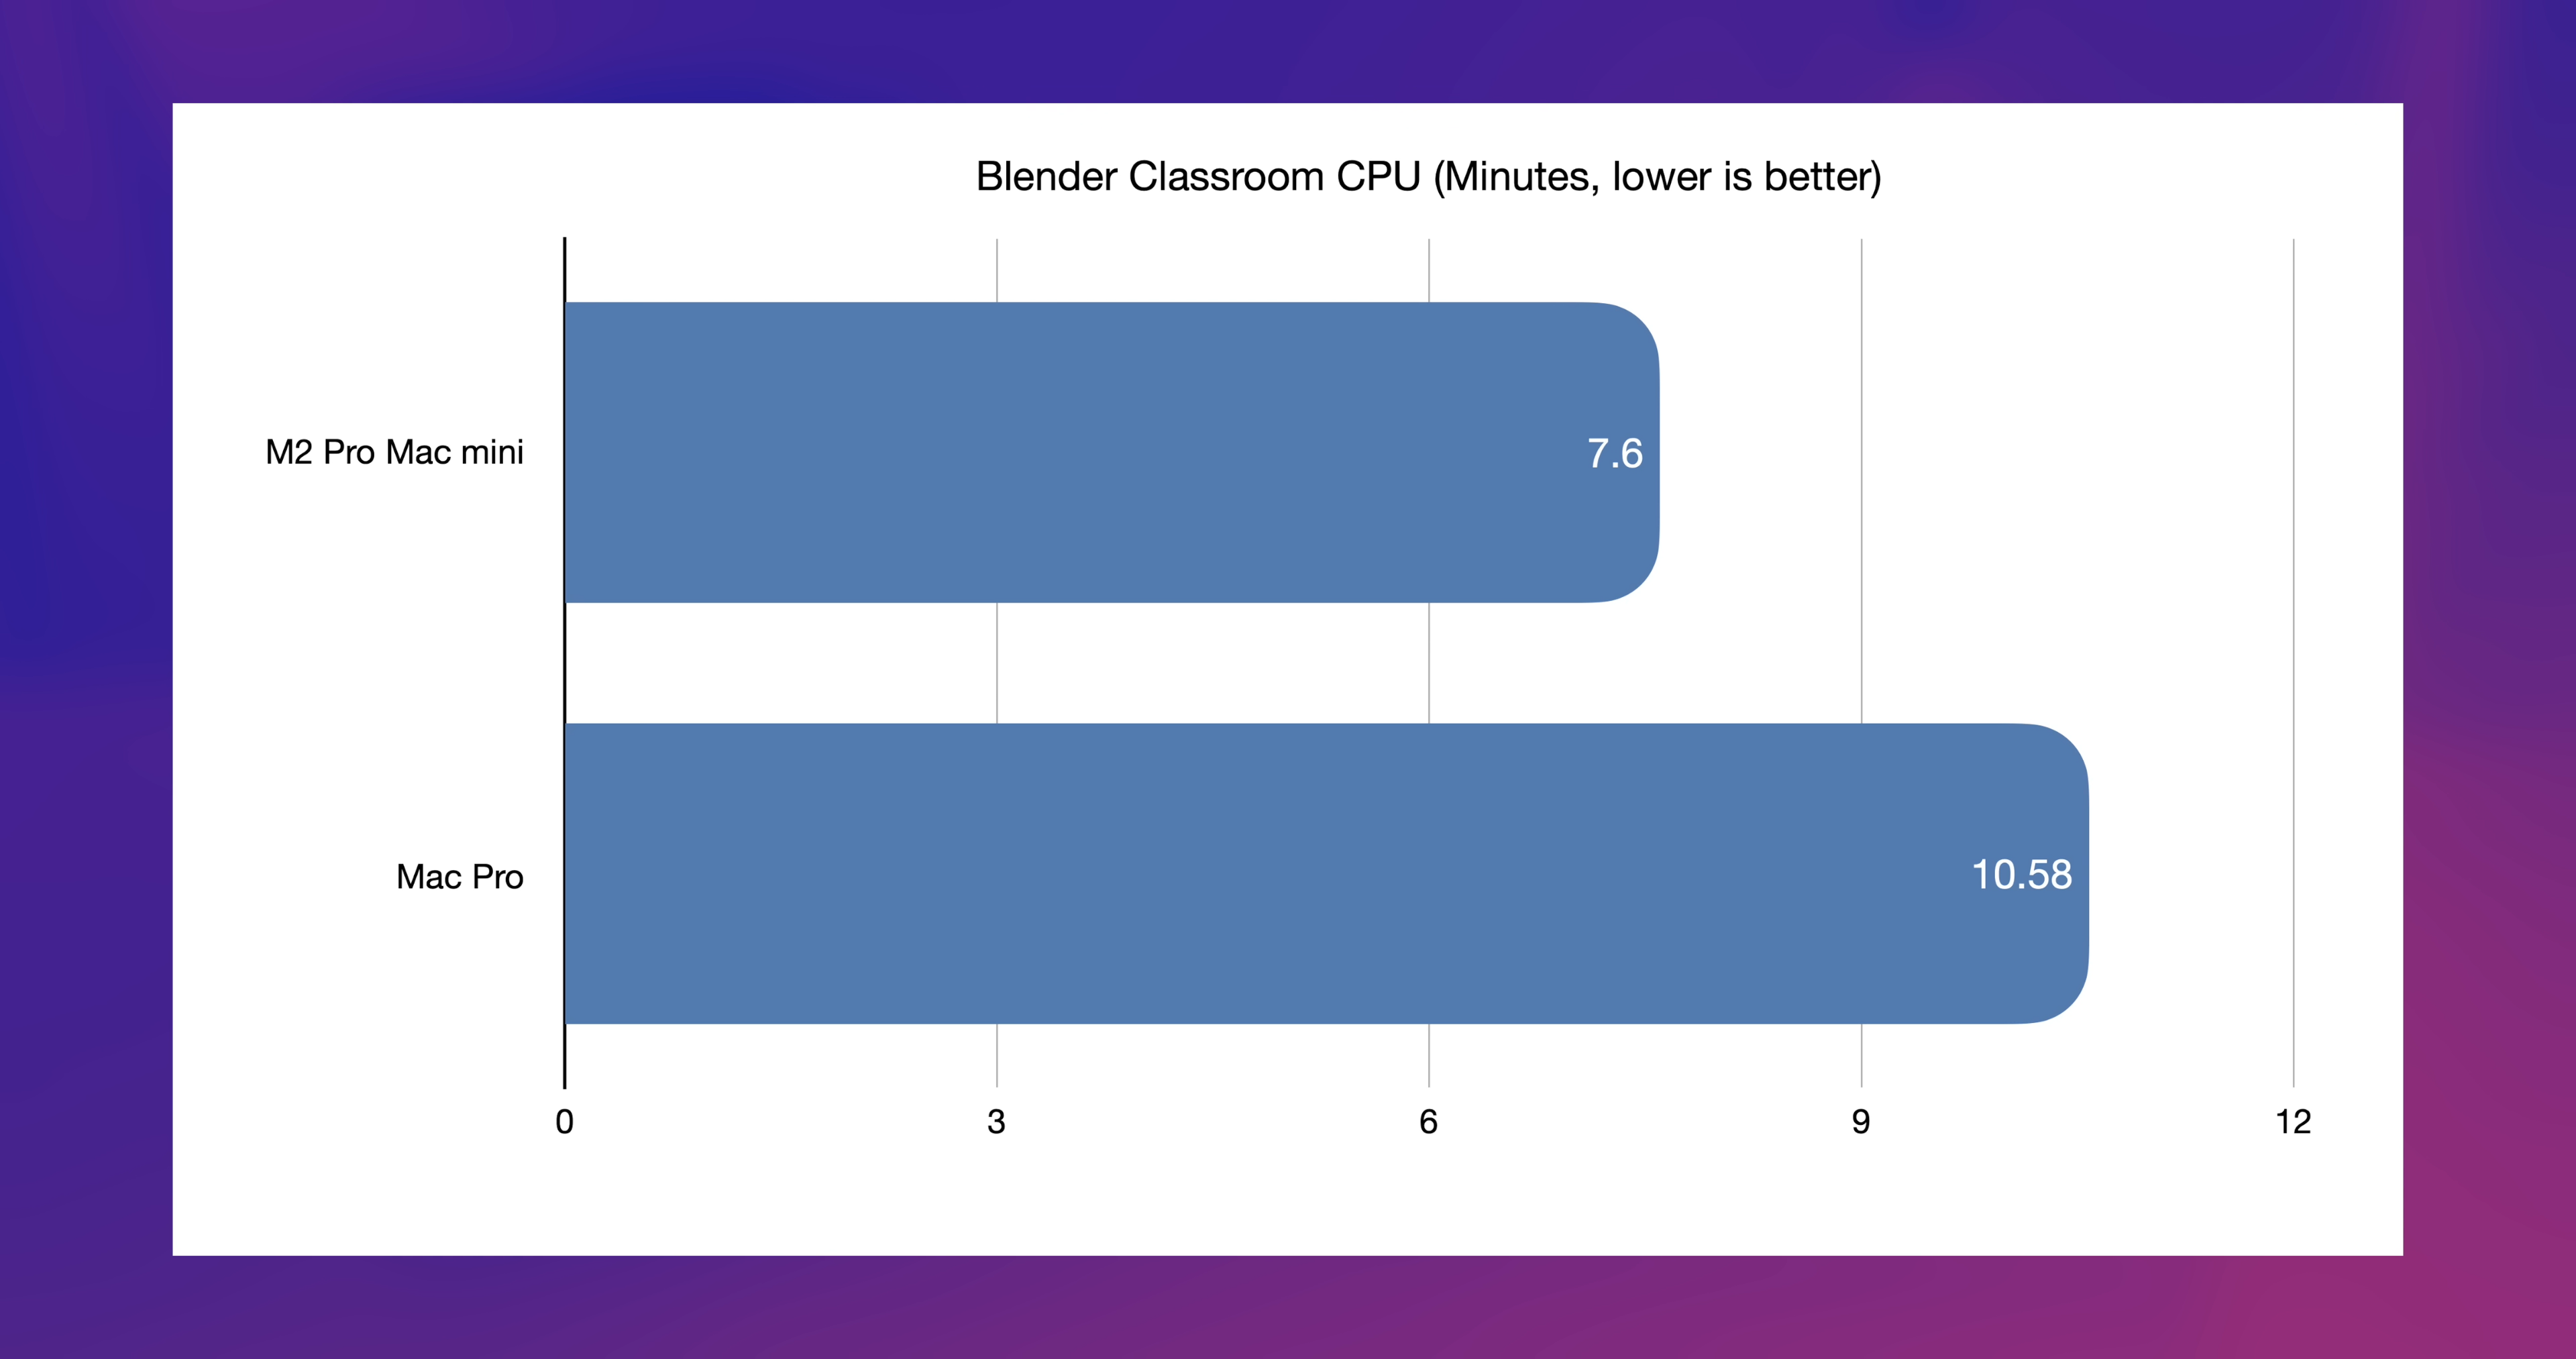 Blender Classroom CPU (Minutes, lower is better)
M2 Pro Mac mini
7.6
Mac Pro
10.58
0 3 6 9 12